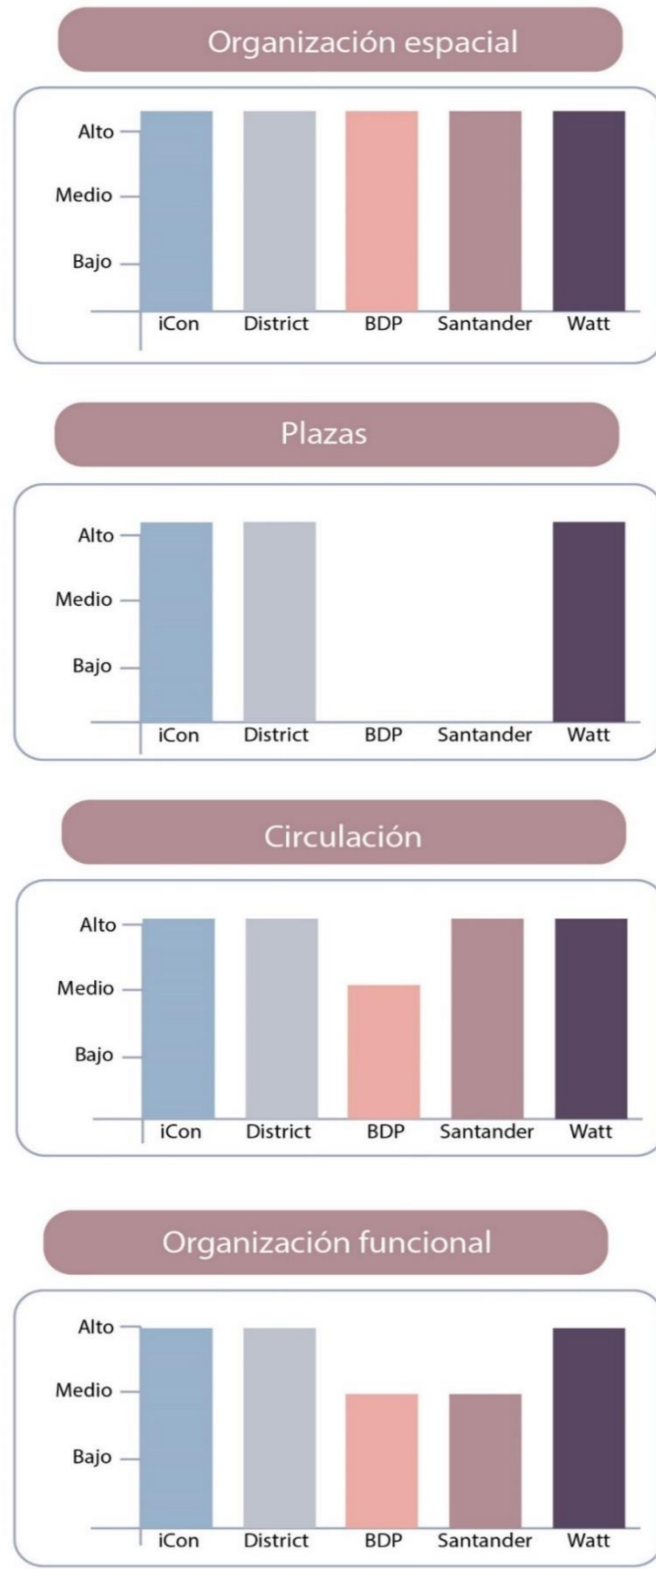 Organización espacial
Alto
Medio
Bajo
iCon District BDP Santander Watt
Plazas
Alto
Medio
Bajo
iCon District BDP Santander Watt
Circulación
Alto
Medio
Bajo
iCon District BDP Santander Watt
Organización funcional
Alto
Medio
Bajo
iCon District BDP Santander Watt